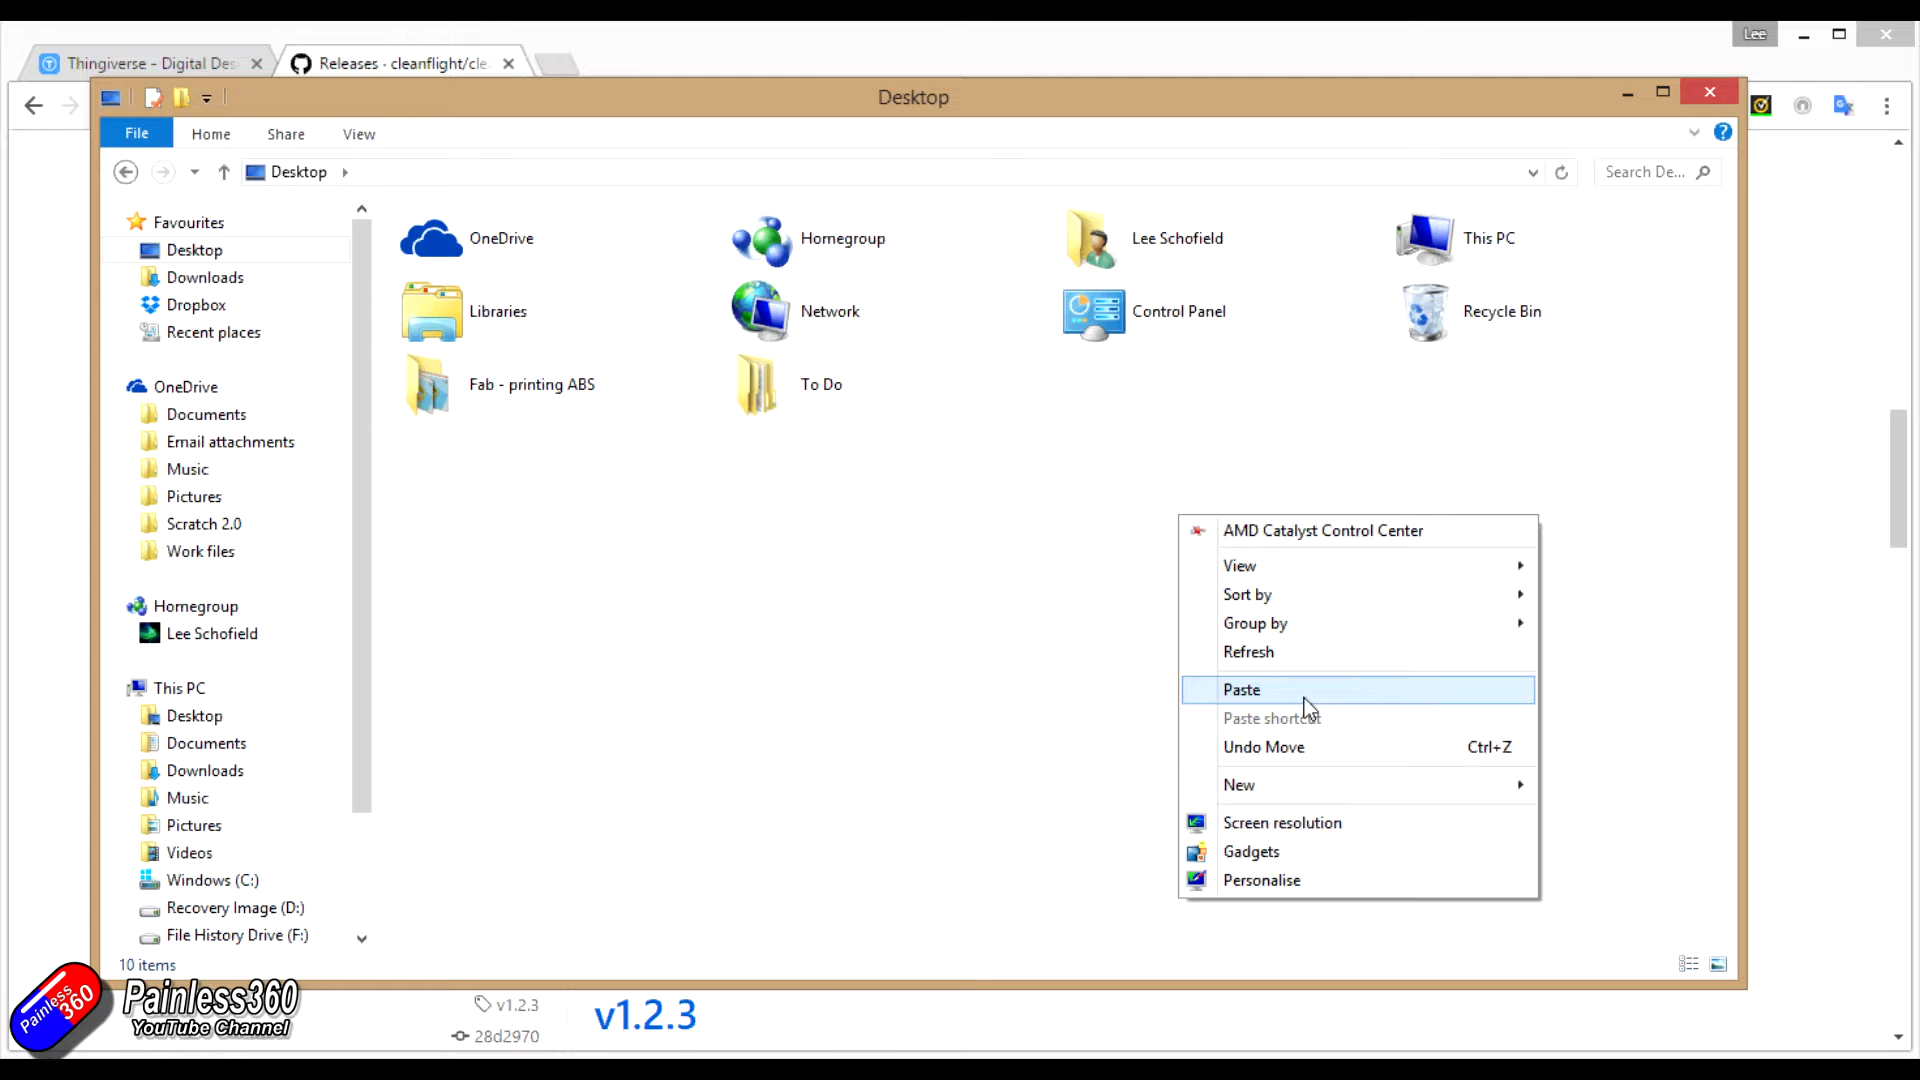 Lee
Thingiverse - Digital Des
Releases · cleanflight/cle
Desktop
File Home Share View
Desktop
Search De...
Favourites
Desktop
Downloads
Dropbox
Recent places
OneDrive
Documents
Email attachments
Music
Pictures
Scratch 2.0
Work files
Homegroup
Lee Schofield
This PC
Desktop
Documents
Downloads
Music
Pictures
Videos
Windows (C:)
Recovery Image (D:)
File History Drive (F:)
OneDrive
Homegroup
Lee Schofield
This PC
Libraries
Network
Control Panel
Recycle Bin
Fab - printing ABS
To Do
AMD Catalyst Control Center
View
Sort by
Group by
Refresh
Paste
Paste shortcut
Undo Move Ctrl+Z
New
Screen resolution
Gadgets
Personalise
10 items
Painless
360
Painless360
YouTube Channel
v1.2.3
28d2970
v1.2.3